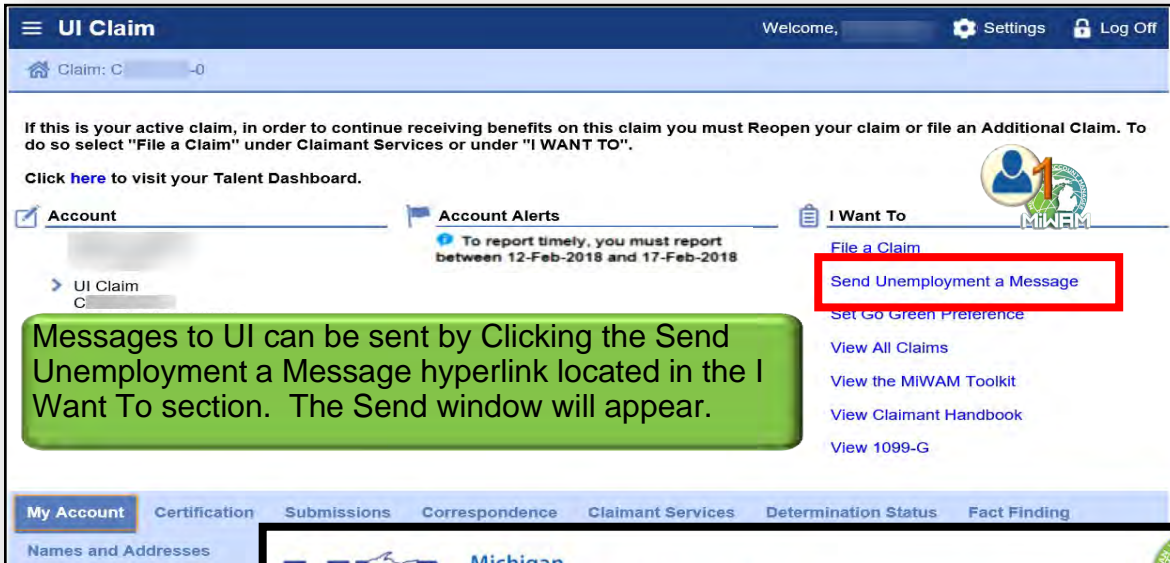 UI Claim
Welcome,
Settings
Log Off
Claim: C -0
If this is your active claim, in order to continue receiving benefits on this claim you must Reopen your claim or file an Additional Claim. To
do so select "File a Claim" under Claimant Services or under "I WANT TO".
Click here to visit your Talent Dashboard.
Account
UI Claim
C
Account Alerts
To report timely, you must report
between 12-Feb-2018 and 17-Feb-2018
1
MiWAM
I Want To
File a Claim
Send Unemployment a Message
Set Go Green Preference
View All Claims
View the MiWAM Toolkit
View Claimant Handbook
View 1099-G
Messages to UI can be sent by Clicking the Send
Unemployment a Message hyperlink located in the I
Want To section. The Send window will appear.
My Account
Certification
Submissions
Correspondence
Claimant Services
Determination Status
Fact Finding
Names and Addresses
Michigan